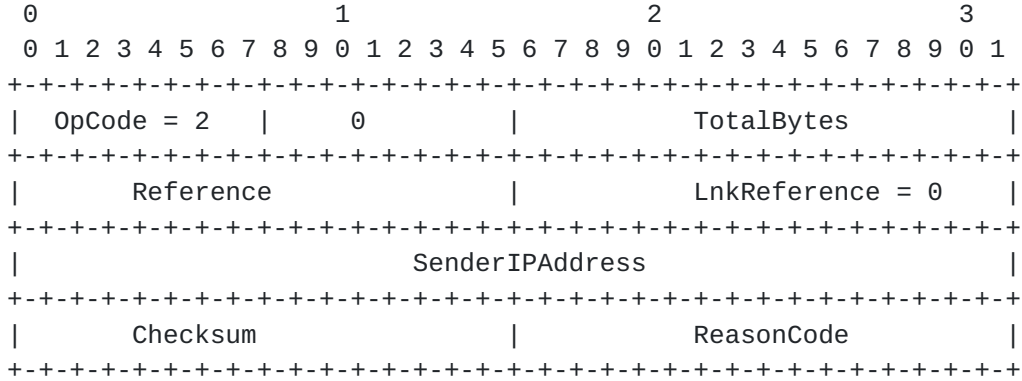 0                   1                   2                   3
 0 1 2 3 4 5 6 7 8 9 0 1 2 3 4 5 6 7 8 9 0 1 2 3 4 5 6 7 8 9 0 1
+-+-+-+-+-+-+-+-+-+-+-+-+-+-+-+-+-+-+-+-+-+-+-+-+-+-+-+-+-+-+-+-+
|  OpCode = 2   |     0         |           TotalBytes          |
+-+-+-+-+-+-+-+-+-+-+-+-+-+-+-+-+-+-+-+-+-+-+-+-+-+-+-+-+-+-+-+-+
|       Reference               |           LnkReference = 0    |
+-+-+-+-+-+-+-+-+-+-+-+-+-+-+-+-+-+-+-+-+-+-+-+-+-+-+-+-+-+-+-+-+
|                         SenderIPAddress                       |
+-+-+-+-+-+-+-+-+-+-+-+-+-+-+-+-+-+-+-+-+-+-+-+-+-+-+-+-+-+-+-+-+
|       Checksum                |           ReasonCode          |
+-+-+-+-+-+-+-+-+-+-+-+-+-+-+-+-+-+-+-+-+-+-+-+-+-+-+-+-+-+-+-+-+